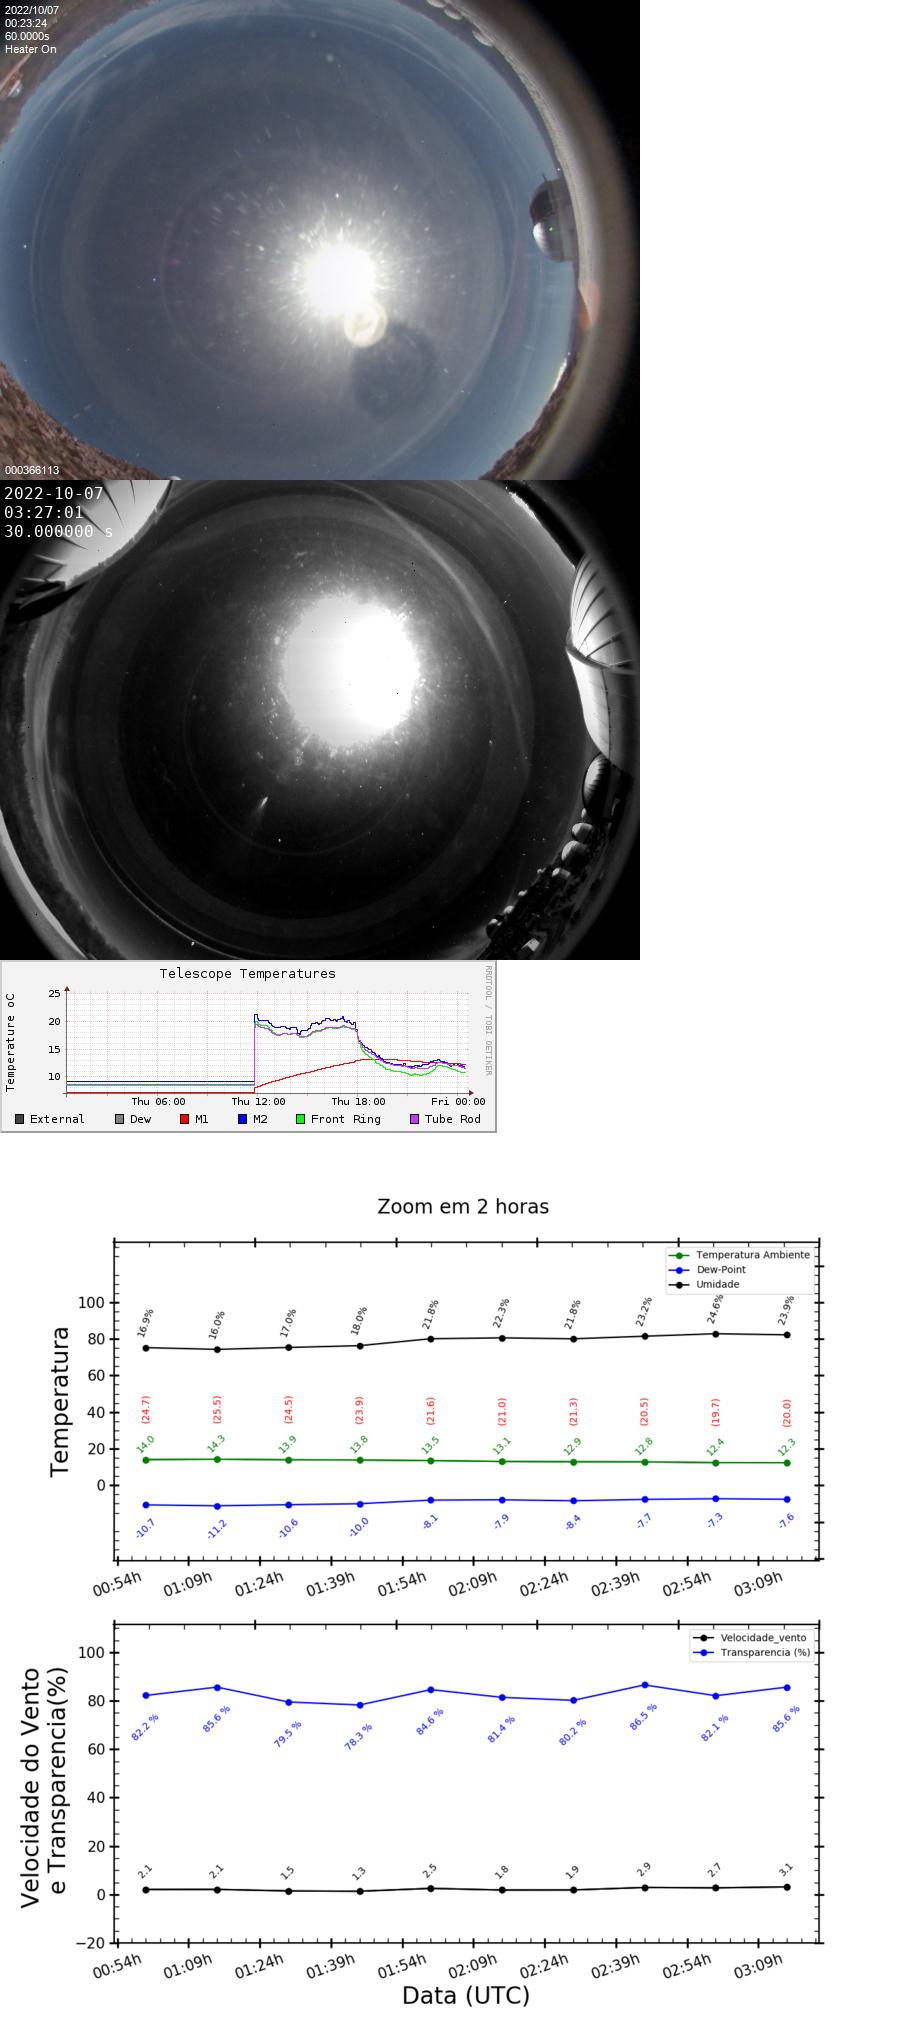 2022/10/07
00:23:24
60.0000s
Heater On
000366113
2022-10-07
03:27:01
30.000000 s
Telescope Temperatures
Temperature oC
25
20
15
10
Thu 06:00 Thu 12:00 Thu 18:00 Fri 00:00
External Dew M1 M2 Front Ring Tube Rod
RRDTOOL / TOBI OETIKER
Zoom em 2 horas
Temperatura
Temperatura Ambiente
Dew-Point
Umidade
100
80
60
40
20
0
16.9% 16.0% 17.0% 18.0% 21.8% 22.3% 21.8% 23.2% 24.6% 23.9%
(24.7) (25.5) (24.5) (23.9) (21.6) (21.0) (21.3) (20.5) (19.7) (20.0)
14.0 14.3 13.9 13.8 13.5 13.1 12.9 12.8 12.4 12.3
-10.7 -11.2 -10.6 -10.0 -8.1 -7.9 -8.4 -7.7 -7.3 -7.6
00:54h 01:09h 01:24h 01:39h 01:54h 02:09h 02:24h 02:39h 02:54h 03:09h
Velocidade do Vento
e Transparencia(%)
Velocidade_vento
Transparencia (%)
100
80
60
40
20
0
−20
82.2 % 85.6 % 79.5 % 78.3 % 84.6 % 81.4 % 80.2 % 86.5 % 82.1 % 85.6 %
2.1 2.1 1.5 1.3 2.5 1.8 1.9 2.9 2.7 3.1
00:54h 01:09h 01:24h 01:39h 01:54h 02:09h 02:24h 02:39h 02:54h 03:09h
Data (UTC)